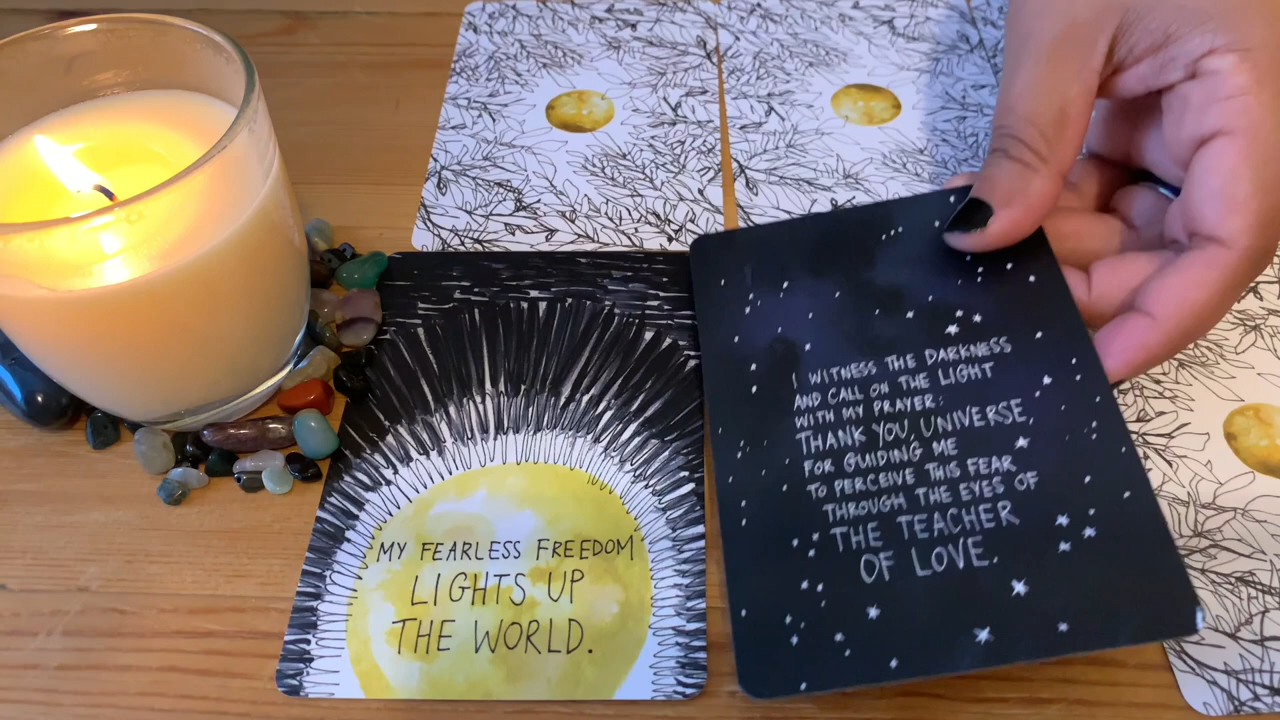 MY FEARLESS FREEDOM
LIGHTS UP
THE WORLD.
I WITNESS THE DARKNESS
AND CALL ON THE LIGHT
WITH MY PRAYER:
THANK YOU, UNIVERSE,
FOR GUIDING ME
TO PERCEIVE THIS FEAR
THROUGH THE EYES OF
THE TEACHER
OF LOVE.